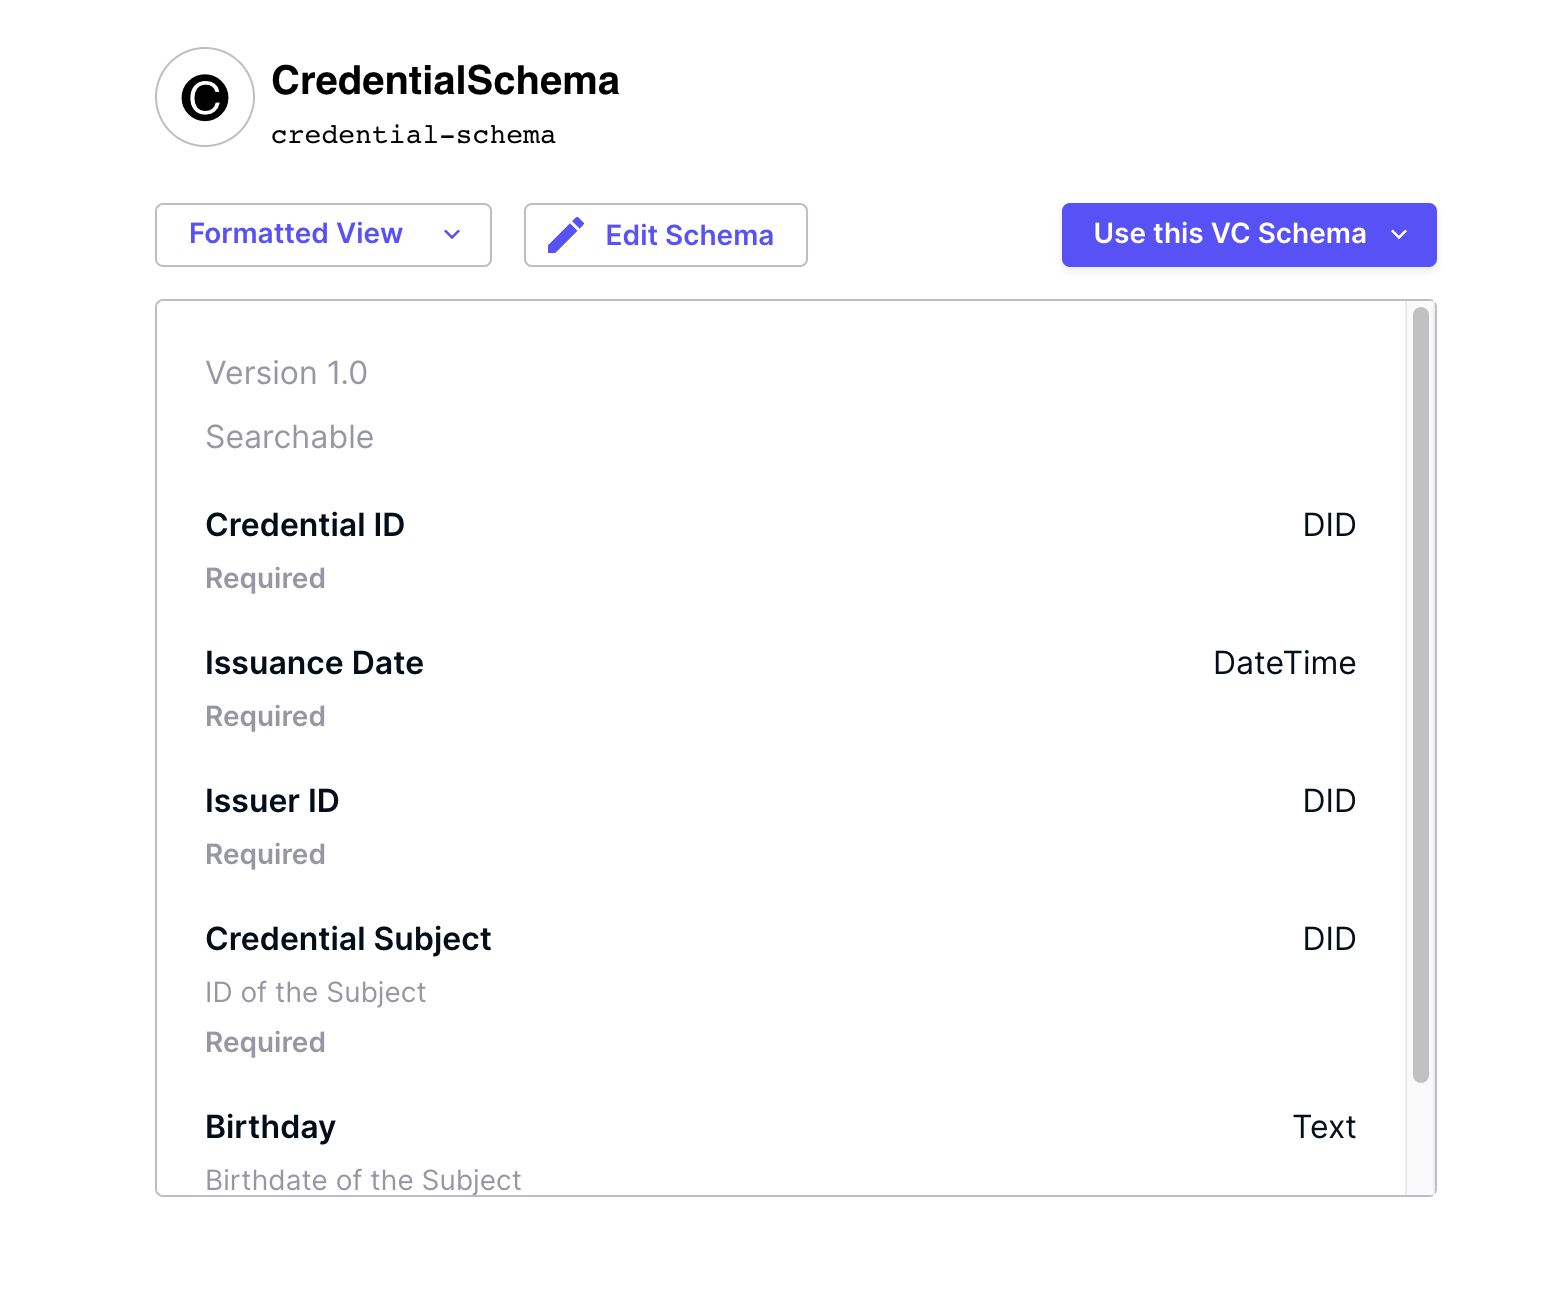 ©
CredentialSchema
credential-schema
Formatted View
Edit Schema
Use this VC Schema
Version 1.0
Searchable
Credential ID DID
Required
Issuance Date DateTime
Required
Issuer ID DID
Required
Credential Subject DID
ID of the Subject
Required
Birthday Text
Birthdate of the Subject